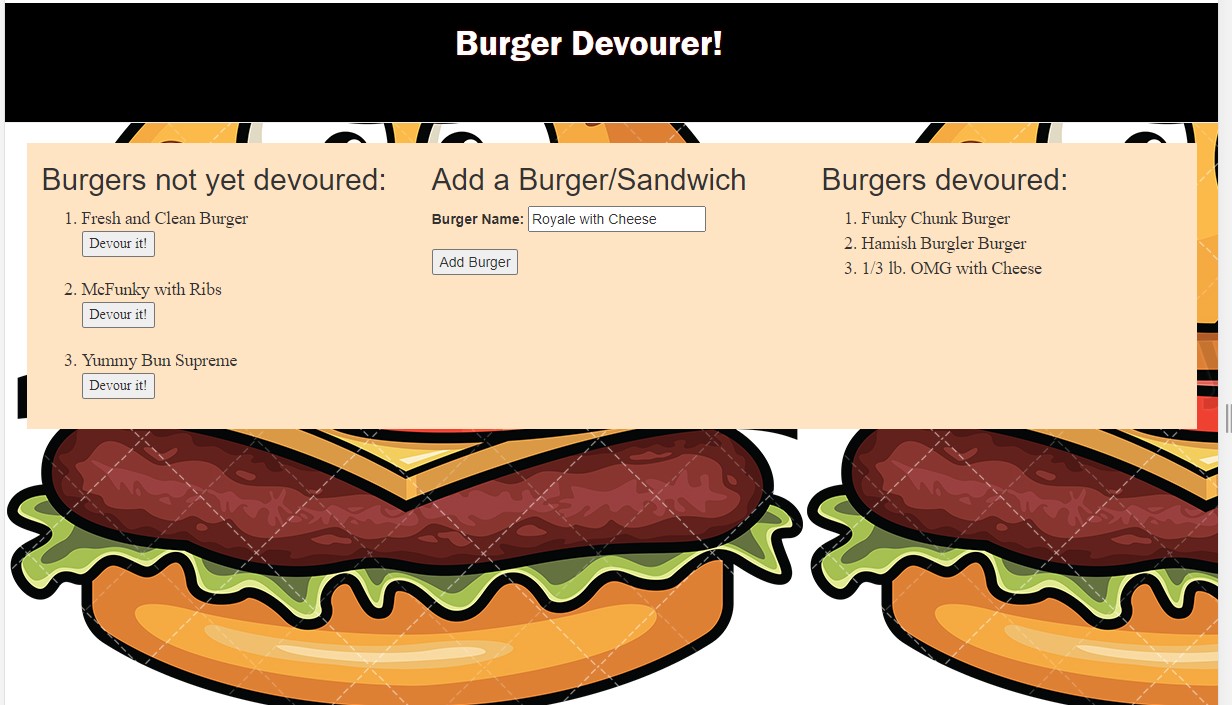 Burger Devourer!
Burgers not yet devoured:
1. Fresh and Clean Burger
Devour it!
2. McFunky with Ribs
Devour it!
3. Yummy Bun Supreme
Devour it!
Add a Burger/Sandwich
Burger Name: Royale with Cheese
Add Burger
Burgers devoured:
1. Funky Chunk Burger
2. Hamish Burgler Burger
3. 1/3 lb. OMG with Cheese